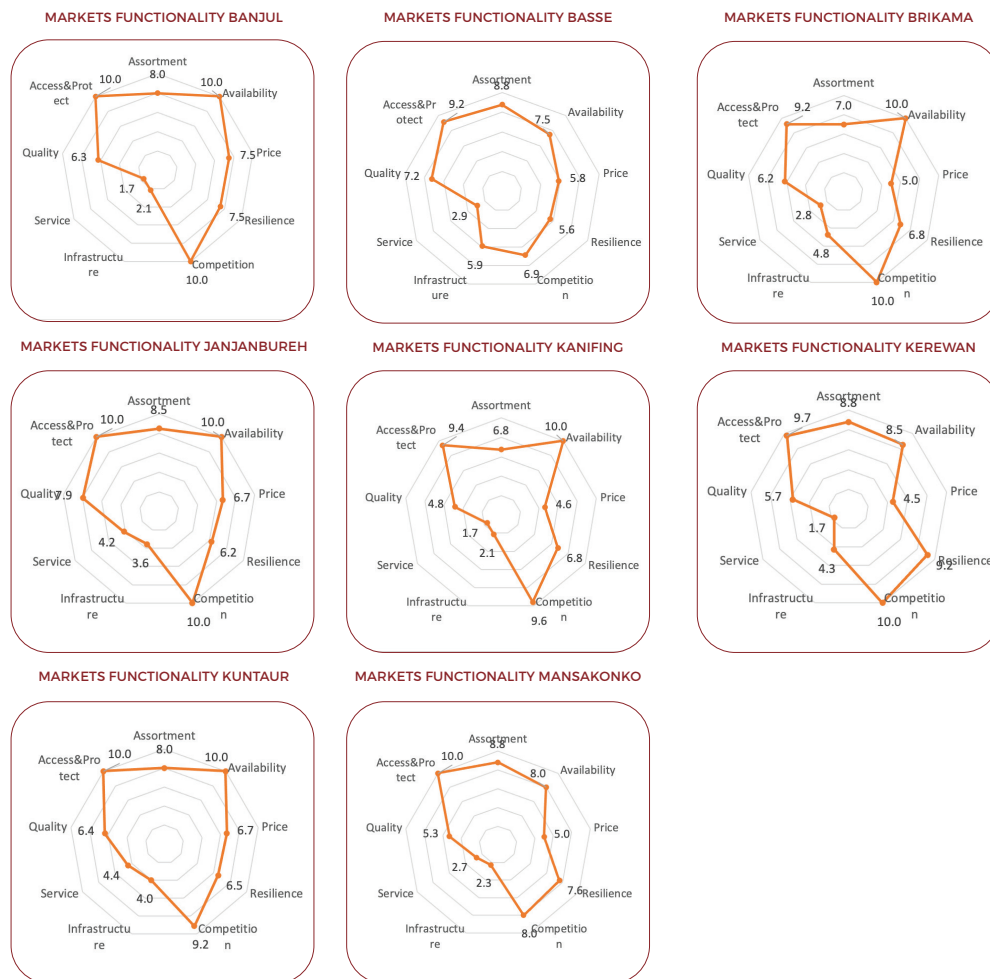 MARKETS FUNCTIONALITY BANJUL
Assortment
8.0
10.0
Availability
7.5
Price
7.5
Resilience
Competition
10.0
2.1
Infrastructu
re
1.7
Service
6.3
Quality
10.0
Access&Prot
ect
MARKETS FUNCTIONALITY BASSE
Assortment
8.8
7.5
Availability
5.8
Price
5.6
Resilience
6.9
Competitio
n
5.9
Infrastruct
ure
2.9
Service
7.2
Quality
9.2
Access&Pr
otect
MARKETS FUNCTIONALITY BRIKAMA
Assortment
7.0
10.0
Availability
5.0
Price
6.8
Resilience
Competitio
n
10.0
4.8
Infrastructu
re
2.8
Service
6.2
Quality
9.2
Access&Pro
tect
MARKETS FUNCTIONALITY JANJANBUREH
Assortment
8.5
10.0
Availability
6.7
Price
6.2
Resilience
Competitio
n
10.0
3.6
Infrastructu
re
4.2
Service
7.9
Quality
10.0
Access&Pro
tect
MARKETS FUNCTIONALITY KANIFING
Assortment
6.8
10.0
Availability
4.6
Price
6.8
Resilience
Competitio
n
9.6
2.1
Infrastructu
re
1.7
Service
4.8
Quality
9.4
Access&Pro
tect
MARKETS FUNCTIONALITY KEREWAN
Assortment
8.8
8.5
Availability
4.5
Price
9.2
Resilience
Competitio
n
10.0
4.3
Infrastructu
re
1.7
Service
5.7
Quality
9.7
Access&Pro
tect
MARKETS FUNCTIONALITY KUNTAUR
Assortment
8.0
10.0
Availability
6.7
Price
6.5
Resilience
Competitio
n
9.2
4.0
Infrastructu
re
4.4
Service
6.4
Quality
10.0
Access&Pro
tect
MARKETS FUNCTIONALITY MANSAKONKO
Assortment
8.8
8.0
Availability
5.0
Price
7.6
Resilience
Competitio
n
8.0
2.3
Infrastructu
re
2.7
Service
5.3
Quality
10.0
Access&Pro
tect